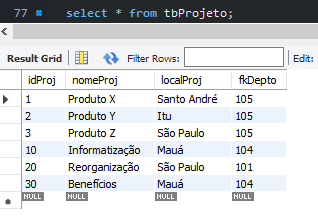 77 select * from tbProjeto;
Result Grid Filter Rows: Edit:
idProj nomeProj localProj fkDepto
1 Produto X Santo André 105
2 Produto Y Itu 105
3 Produto Z São Paulo 105
10 Informatização Mauá 104
20 Reorganização São Paulo 101
30 Benefícios Mauá 104
NULL NULL NULL NULL